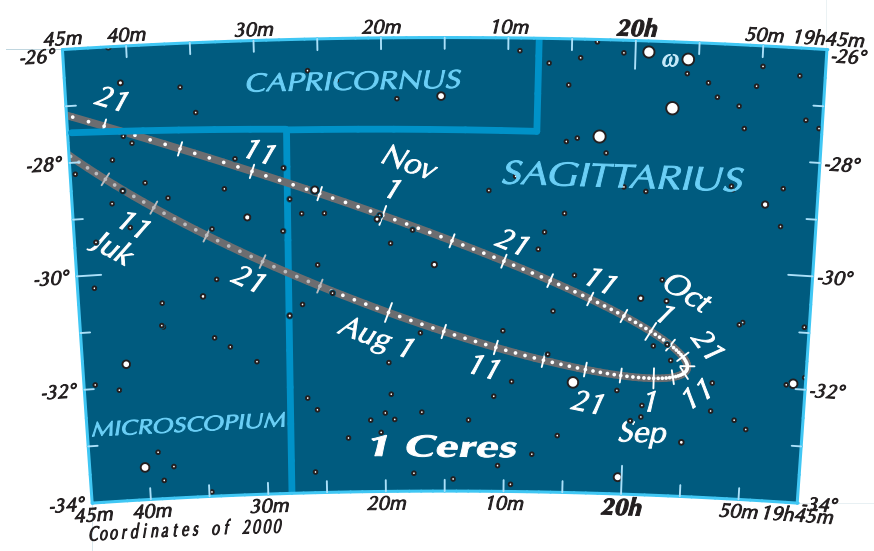 45m 40m 30m 20m 10m 20h 50m 19h45m
-26° -26°
ω
CAPRICORNUS
21
11
Nov
1
SAGITTARIUS
-28° -28°
11
Juk
21
21
11
Oct
1
21
-30° -30°
Aug 1
11
21
1
Sep
11
-32° -32°
MICROSCOPIUM
1 Ceres
-34° -34°
45m 40m 30m 20m 10m 20h 50m 19h45m
Coordinates of 2000